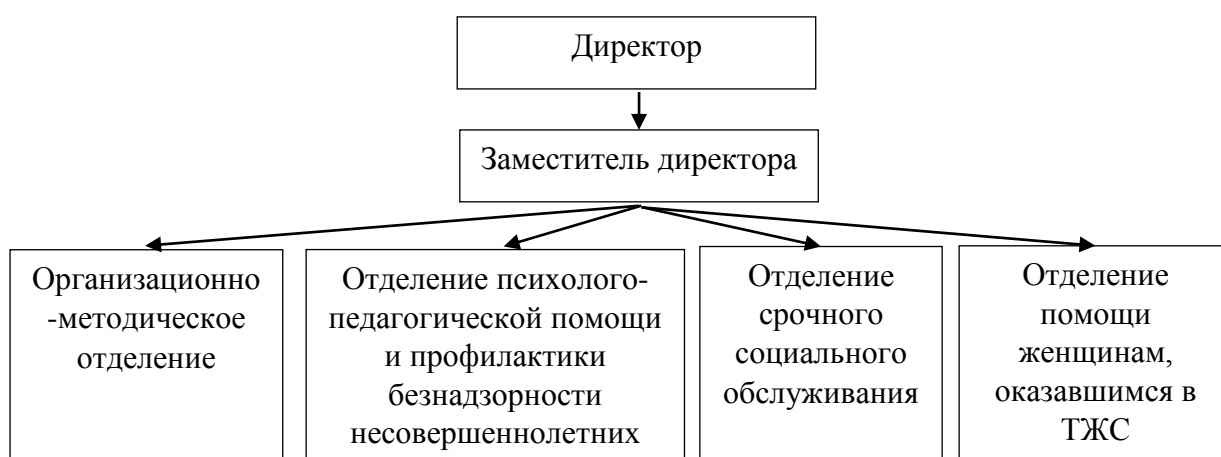 Директор
Заместитель директора
Организационно
-методическое
отделение
Отделение психолого-
педагогической помощи
и профилактики
безнадзорности
несовершеннолетних
Отделение
срочного
социального
обслуживания
Отделение
помощи
женщинам,
оказавшимся в
ТЖС